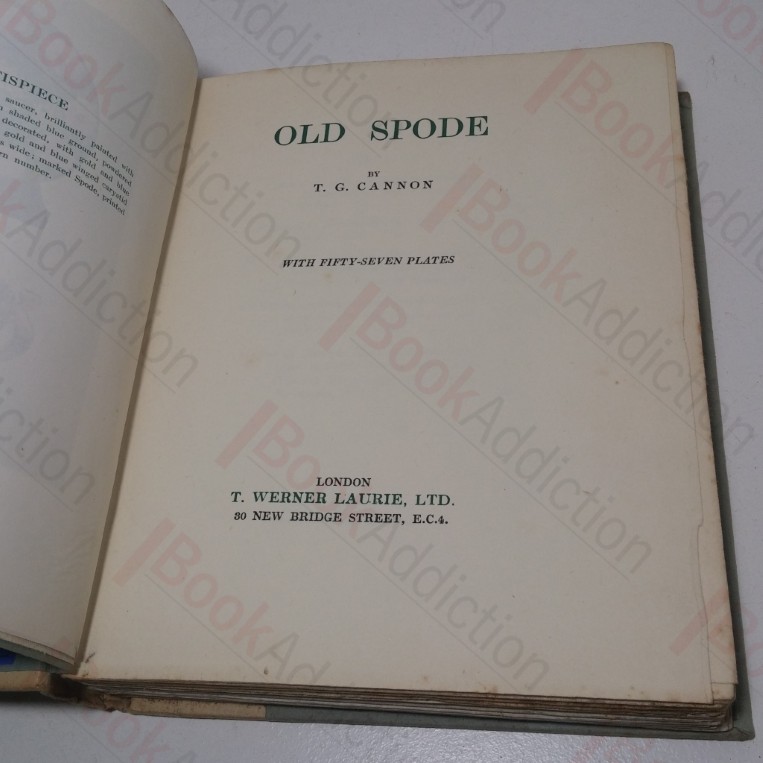 TISPIECE
saucer, brilliantly painted with
shaded blue ground, powdered
decorated, with gold and blue
gold and blue winged caryatid
wide; marked Spode, printed
number.
OLD SPODE
BY
T. G. CANNON
WITH FIFTY-SEVEN PLATES
LONDON
T. WERNER LAURIE, LTD.
30 NEW BRIDGE STREET, E.C.4.
BookAddiction